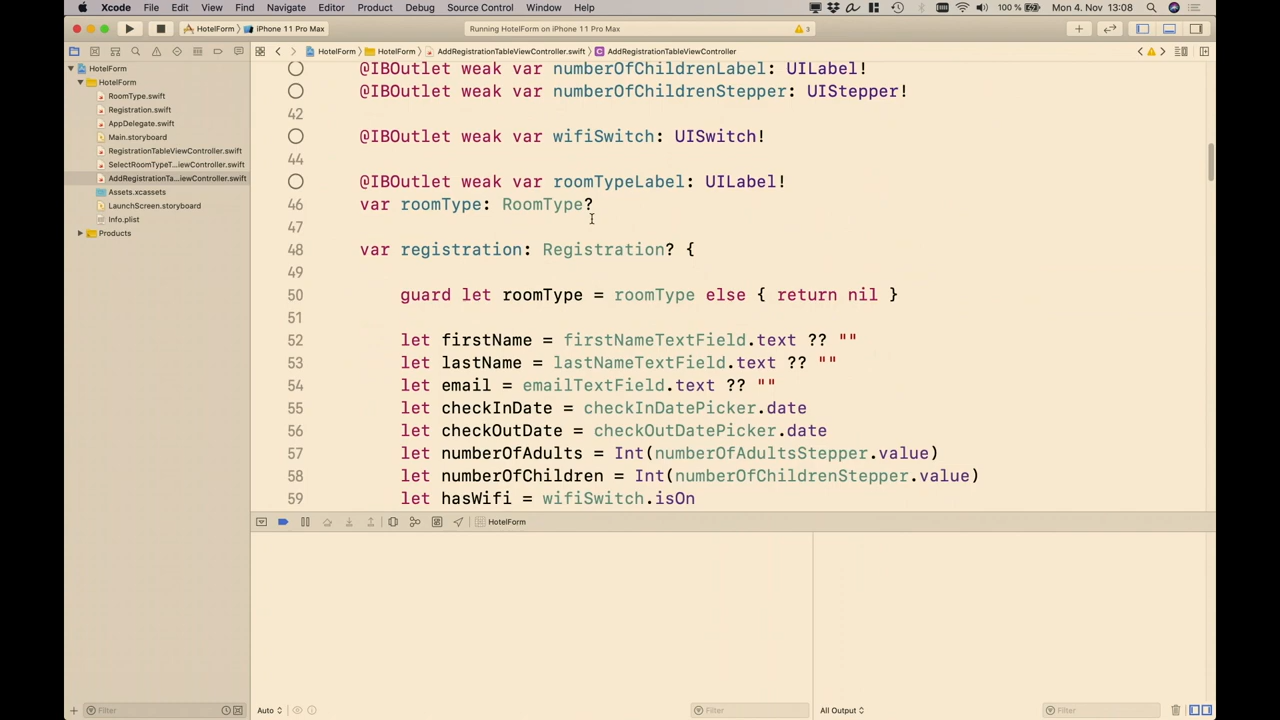 Xcode File Edit View Find Navigate Editor Product Debug Source Control Window Help 100 % Mon 4. Nov 13:08
HotelForm 〉 iPhone 11 Pro Max Running HotelForm on iPhone 11 Pro Max 3
HotelForm 〉 HotelForm 〉 AddRegistrationTableViewController.swift 〉 AddRegistrationTableViewController
HotelForm
HotelForm
RoomType.swift
Registration.swift
AppDelegate.swift
Main.storyboard
RegistrationTableViewController.swift
SelectRoomTypeT...iewController.swift
AddRegistrationTa...iewController.swift
Assets.xcassets
LaunchScreen.storyboard
Info.plist
Products
@IBOutlet weak var numberOfChildrenLabel: UILabel!
@IBOutlet weak var numberOfChildrenStepper: UIStepper!
42
@IBOutlet weak var wifiSwitch: UISwitch!
44
@IBOutlet weak var roomTypeLabel: UILabel!
46 var roomType: RoomType?
47
48 var registration: Registration? {
49
50 guard let roomType = roomType else { return nil }
51
52 let firstName = firstNameTextField.text ?? ""
53 let lastName = lastNameTextField.text ?? ""
54 let email = emailTextField.text ?? ""
55 let checkInDate = checkInDatePicker.date
56 let checkOutDate = checkOutDatePicker.date
57 let numberOfAdults = Int(numberOfAdultsStepper.value)
58 let numberOfChildren = Int(numberOfChildrenStepper.value)
59 let hasWifi = wifiSwitch.isOn
HotelForm
Filter Auto Filter All Output Filter